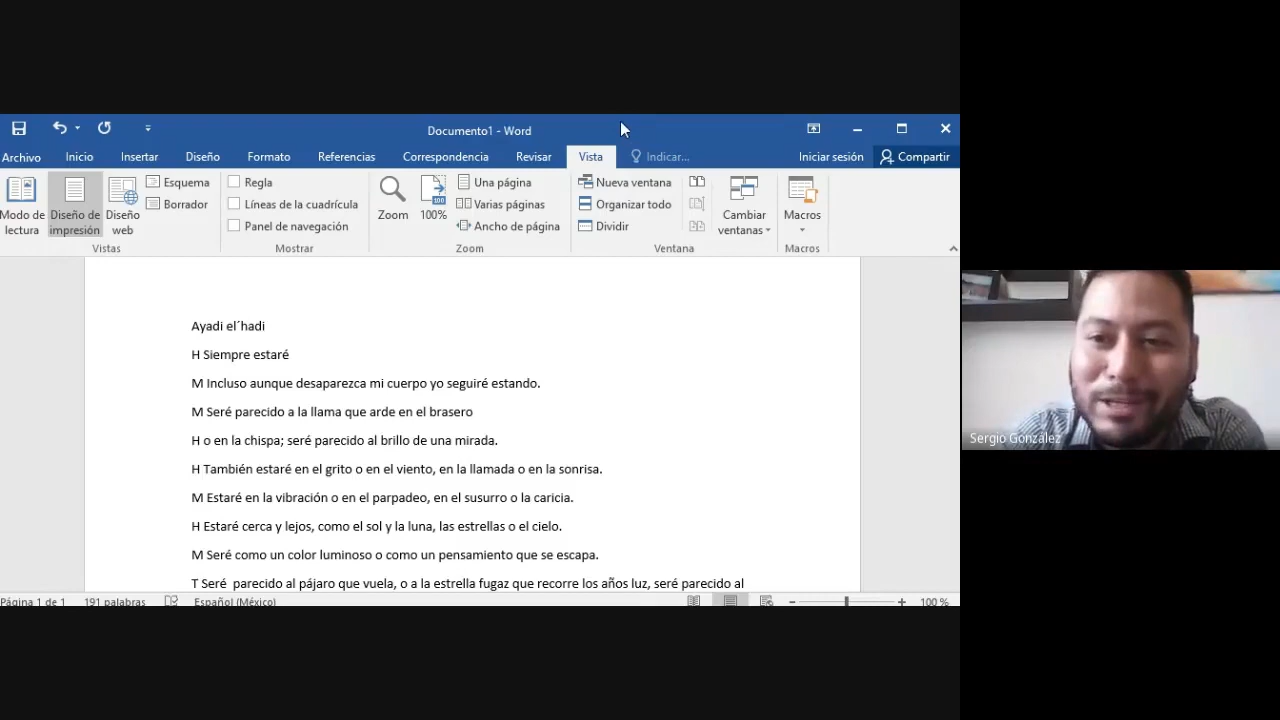 Documento1 - Word
Archivo
Inicio
Insertar
Diseño
Formato
Referencias
Correspondencia
Revisar
Vista
Indicar...
Iniciar sesión
Compartir
Modo de lectura
Diseño de impresión
Diseño web
Esquema
Borrador
Vistas
Regla
Líneas de la cuadrícula
Panel de navegación
Mostrar
Zoom
100
100%
Una página
Varias páginas
Ancho de página
Zoom
Nueva ventana
Organizar todo
Dividir
Cambiar ventanas
Ventana
Macros
Macros
Ayadi el´hadi
H Siempre estaré
M Incluso aunque desaparezca mi cuerpo yo seguiré estando.
M Seré parecido a la llama que arde en el brasero
H o en la chispa; seré parecido al brillo de una mirada.
H También estaré en el grito o en el viento, en la llamada o en la sonrisa.
M Estaré en la vibración o en el parpadeo, en el susurro o la caricia.
H Estaré cerca y lejos, como el sol y la luna, las estrellas o el cielo.
M Seré como un color luminoso o como un pensamiento que se escapa.
T Seré  parecido al pájaro que vuela, o a la estrella fugaz que recorre los años luz, seré parecido al
Página 1 de 1
191 palabras
Español (México)
100 %
Sergio González